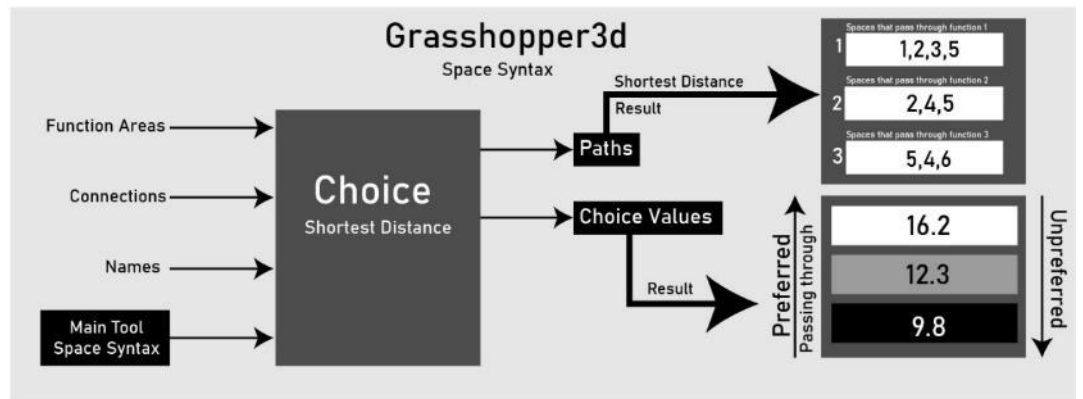 Grasshopper3d
Space Syntax
Function Areas
Connections
Names
Main Tool
Space Syntax
Choice
Shortest Distance
Paths
Choice Values
Shortest Distance
Result
Result
Spaces that pass through function 1
1 1,2,3,5
Spaces that pass through function 2
2 2,4,5
Spaces that pass through function 3
3 5,4,6
Preferred
Passing through
16.2
12.3
9.8
Unpreferred